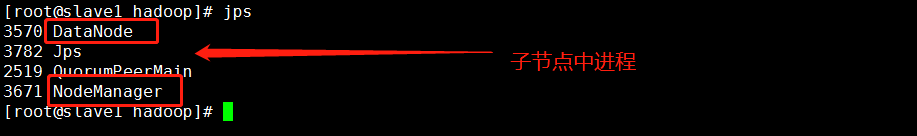 [root@slave1 hadoop]# jps
3570 DataNode
3782 Jps
2519 QuorumPeerMain
3671 NodeManager
[root@slave1 hadoop]#
子节点中进程